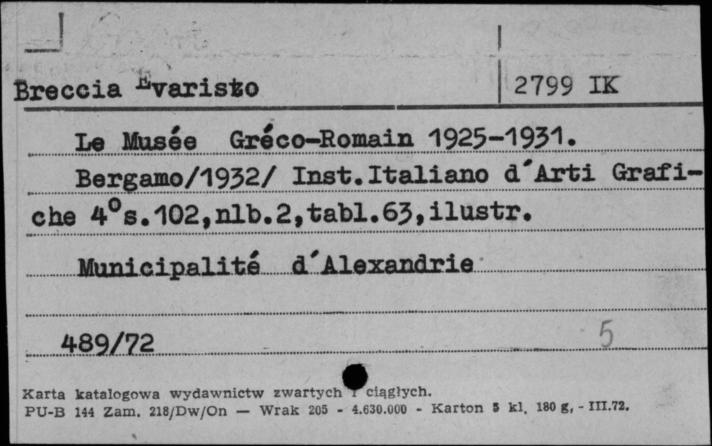 Breccia Evaristo
2799 IK
Le Musée Gréco-Romain 1925-1931.
Bergamo/1932/ Inst.Italiano d´Arti Grafi-
che 4° s.102,nlb.2,tabl.63,ilustr.
Municipalité d´Alexandrie
489/72
5
Karta katalogowa wydawnictw zwartych i ciągłych.
PU-B 144 Zam. 218/Dw/On — Wrak 205 - 4.630.000 - Karton 5 kl. 180 g, - III.72.